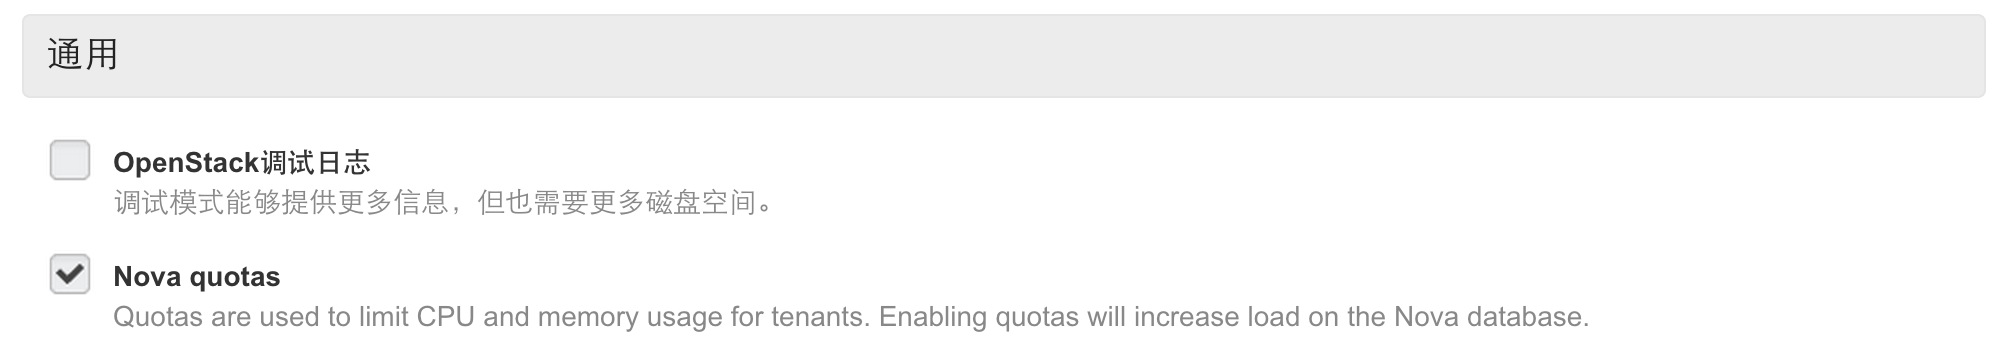 通用
OpenStack调试日志
调试模式能够提供更多信息，但也需要更多磁盘空间。
Nova quotas
Quotas are used to limit CPU and memory usage for tenants. Enabling quotas will increase load on the Nova database.